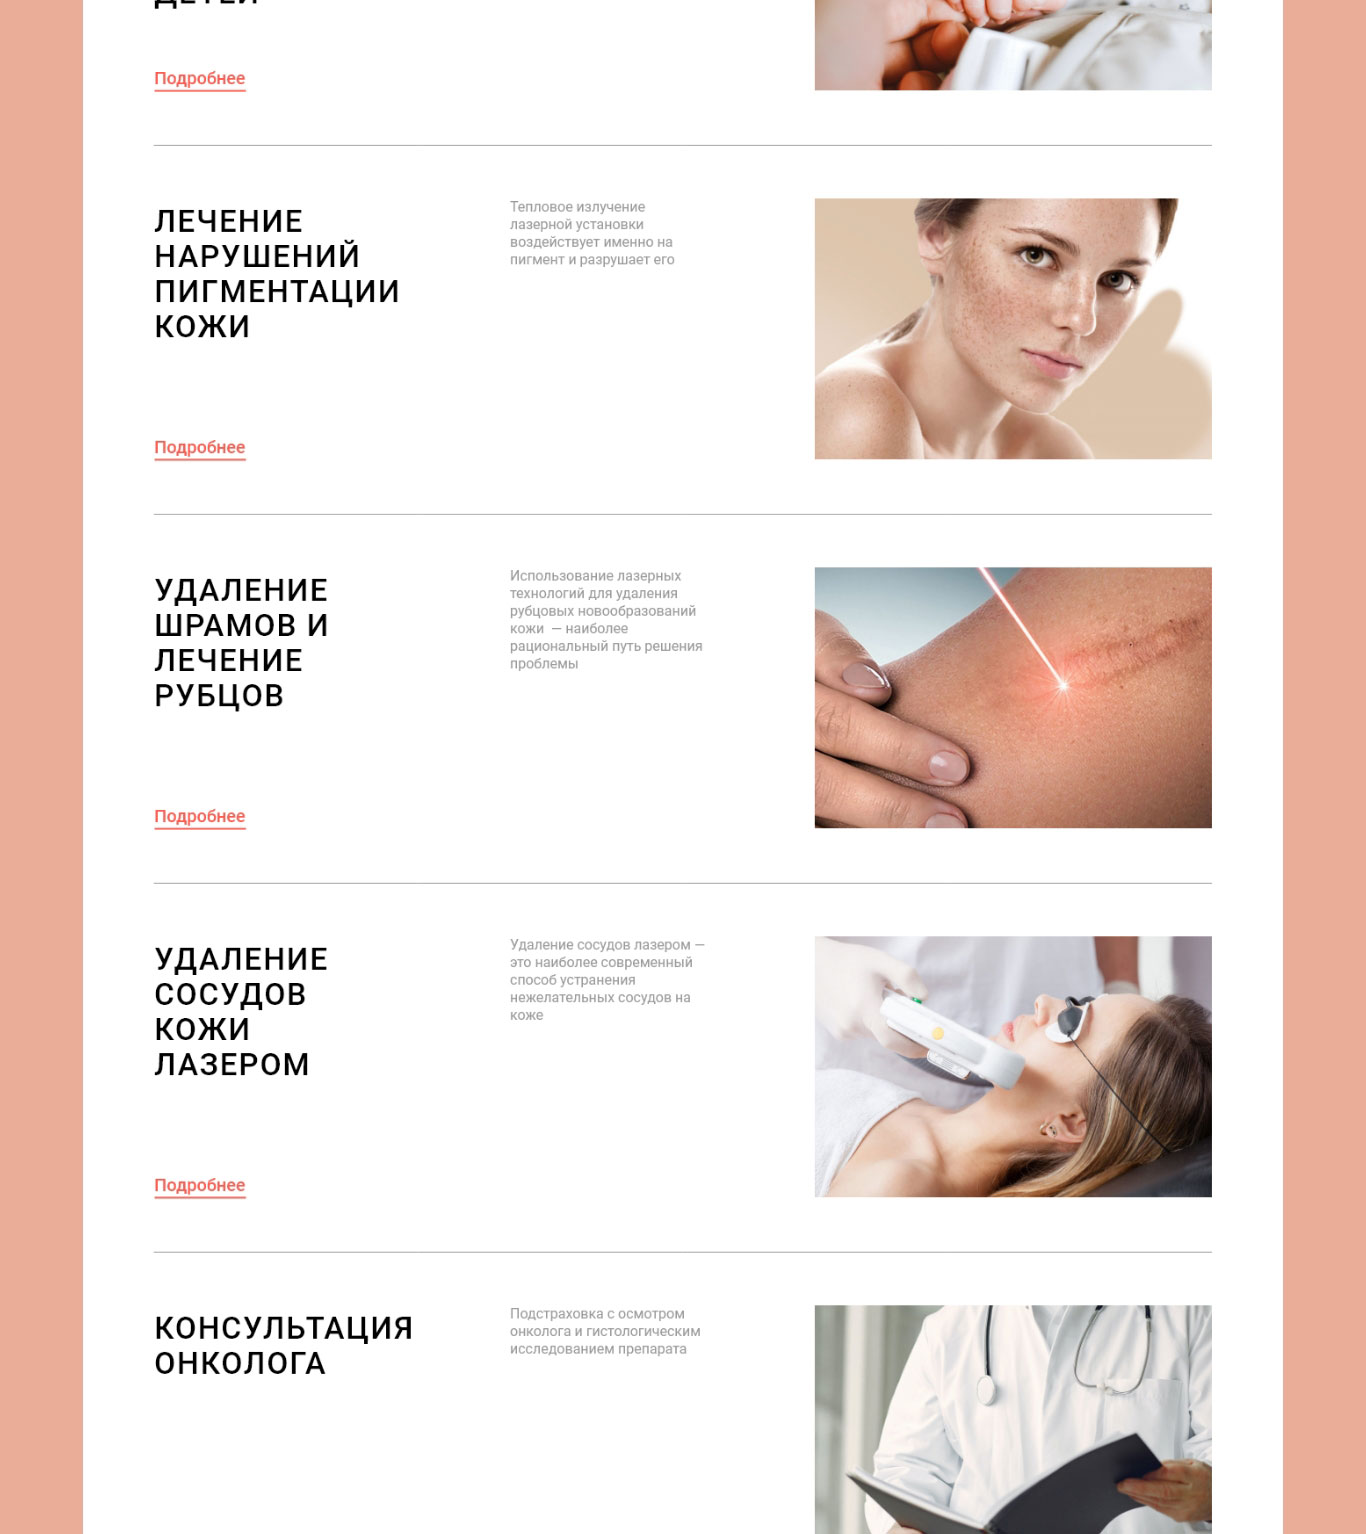 ДЕТЕЙ
Подробнее
ЛЕЧЕНИЕ
НАРУШЕНИЙ
ПИГМЕНТАЦИИ
КОЖИ
Тепловое излучение
лазерной установки
воздействует именно на
пигмент и разрушает его
Подробнее
УДАЛЕНИЕ
ШРАМОВ И
ЛЕЧЕНИЕ
РУБЦОВ
Использование лазерных
технологий для удаления
рубцовых новообразований
кожи — наиболее
рациональный путь решения
проблемы
Подробнее
УДАЛЕНИЕ
СОСУДОВ
КОЖИ
ЛАЗЕРОМ
Удаление сосудов лазером —
это наиболее современный
способ устранения
нежелательных сосудов на
коже
Подробнее
КОНСУЛЬТАЦИЯ
ОНКОЛОГА
Подстраховка с осмотром
онколога и гистологическим
исследованием препарата